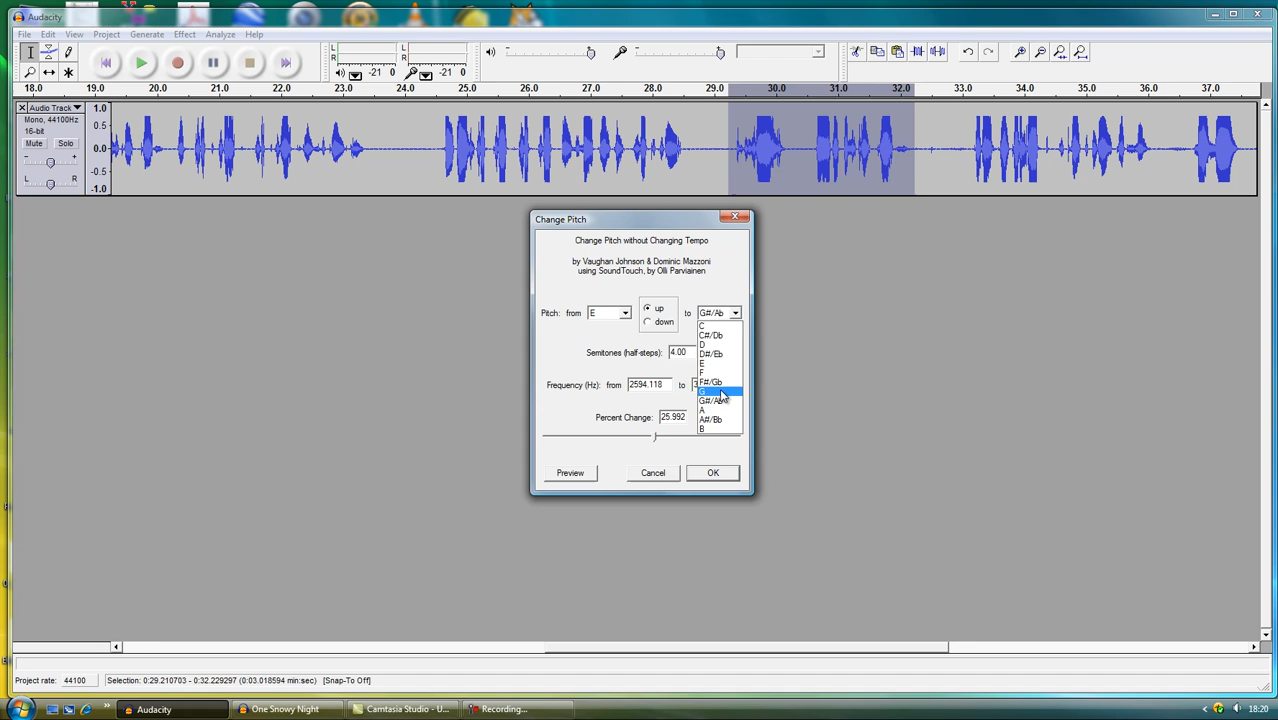 Audacity
File Edit View Project Generate Effect Analyze Help
L
R
L
R
-21 0
-21 0
18.0 19.0 20.0 21.0 22.0 23.0 24.0 25.0 26.0 27.0 28.0 29.0 30.0 31.0 32.0 33.0 34.0 35.0 36.0 37.0
Audio Track
Mono, 44100Hz
16-bit
Mute Solo
- +
L R
1.0
0.5
0.0
-0.5
-1.0
Change Pitch
Change Pitch without Changing Tempo
by Vaughan Johnson & Dominic Mazzoni
using SoundTouch, by Olli Parviainen
Pitch: from E up down to G#/Ab
C
C#/Db
D
D#/Eb
E
F
F#/Gb
G
G#/Ab
A
A#/Bb
B
Semitones (half-steps): 4.00
Frequency (Hz): from 2594.118 to
Percent Change: 25.992
Preview Cancel OK
Project rate: 44100 Selection: 0:29.210703 - 0:32.229297 (0:03.018594 min:sec) [Snap-To Off]
Audacity One Snowy Night Camtasia Studio - U... Recording... 18:20